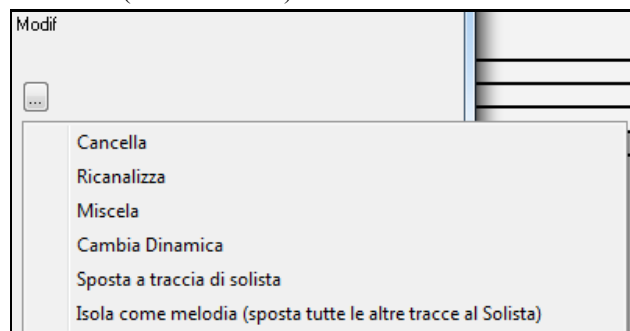 Modif
...
Cancella
Ricanalizza
Miscela
Cambia Dinamica
Sposta a traccia di solista
Isola come melodia (sposta tutte le altre tracce al Solista)